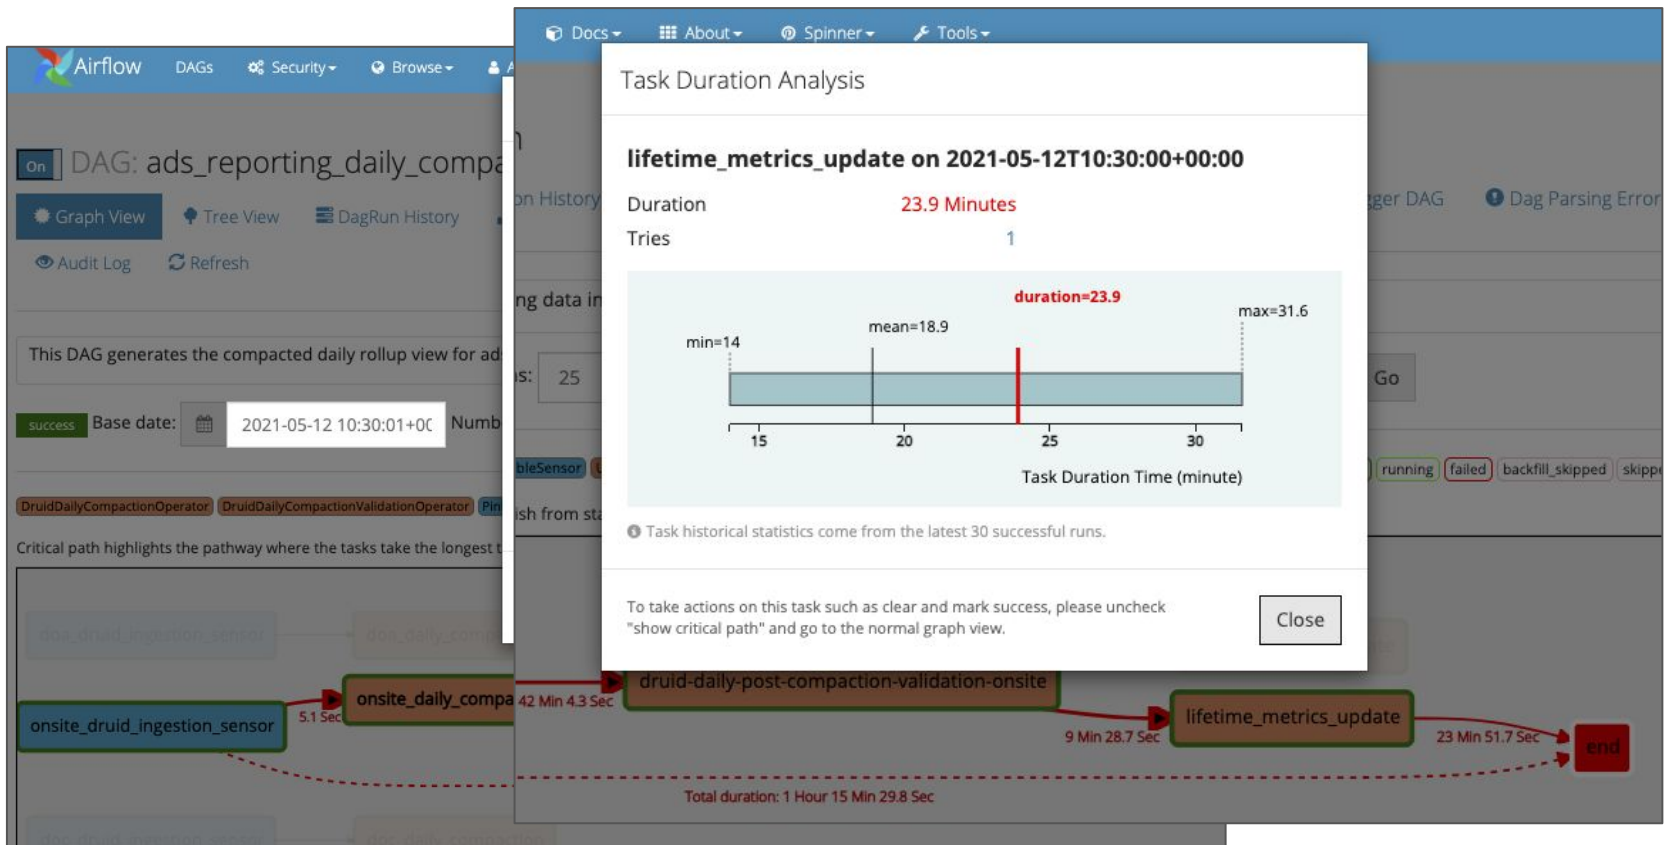 Airflow DAGs Security Browse A
On DAG: ads_reporting_daily_compa
Graph View Tree View DagRun History
Audit Log Refresh
This DAG generates the compacted daily rollup view for ad
success Base date: 2021-05-12 10:30:01+00 Numb
DruidDailyCompactionOperator DruidDailyCompactionValidationOperator Pin
Critical path highlights the pathway where the tasks take the longest t
doa_druid_ingestion_sensor doa_daily_comp
onsite_druid_ingestion_sensor 5.1 Sec onsite_daily_compa
Docs About Spinner Tools
n
on History gger DAG Dag Parsing Error
ng data in
ns: 25 Go
bleSensor running failed backfill_skipped skipp
ish from sta
Task Duration Analysis
lifetime_metrics_update on 2021-05-12T10:30:00+00:00
Duration 23.9 Minutes
Tries 1
duration=23.9
max=31.6
mean=18.9
min=14
15 20 25 30
Task Duration Time (minute)
Task historical statistics come from the latest 30 successful runs.
To take actions on this task such as clear and mark success, please uncheck
"show critical path" and go to the normal graph view.
Close
42 Min 4.3 Sec druid-daily-post-compaction-validation-onsite
9 Min 28.7 Sec lifetime_metrics_update 23 Min 51.7 Sec end
Total duration: 1 Hour 15 Min 29.8 Sec